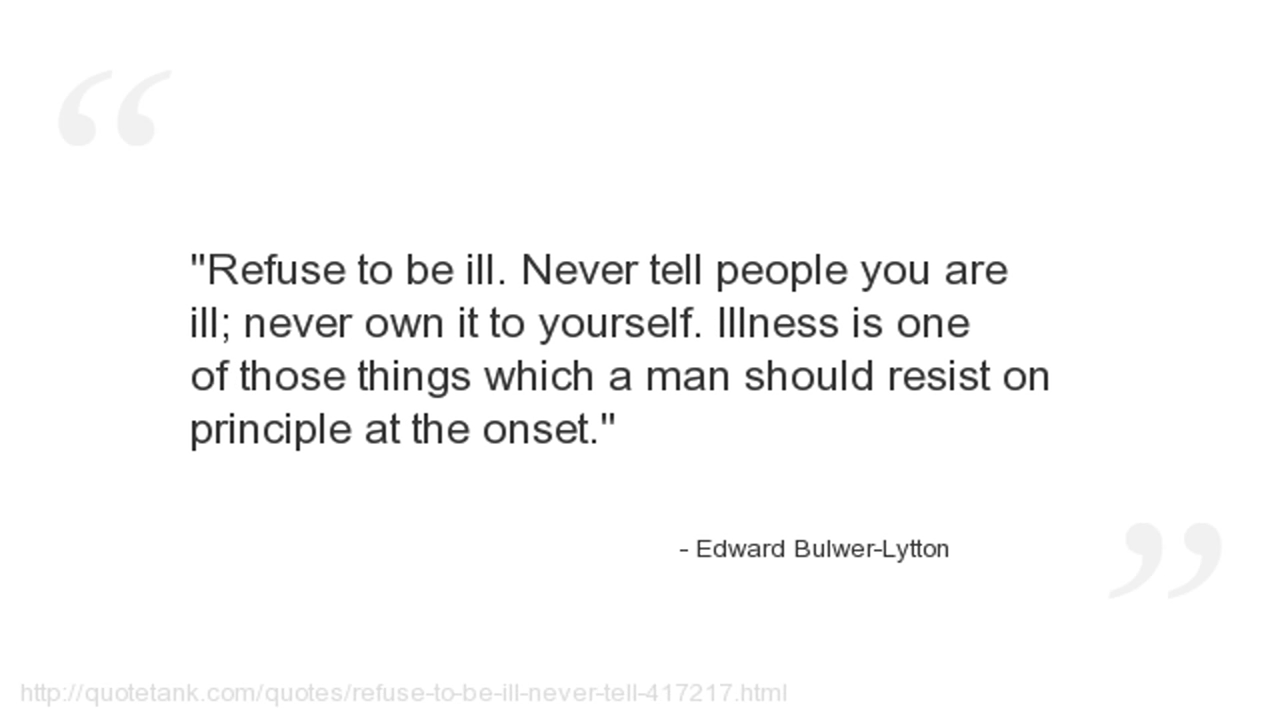 "Refuse to be ill. Never tell people you are
ill; never own it to yourself. Illness is one
of those things which a man should resist on
principle at the onset."
- Edward Bulwer-Lytton
http://quotetank.com/quotes/refuse-to-be-ill-never-tell-417217.html